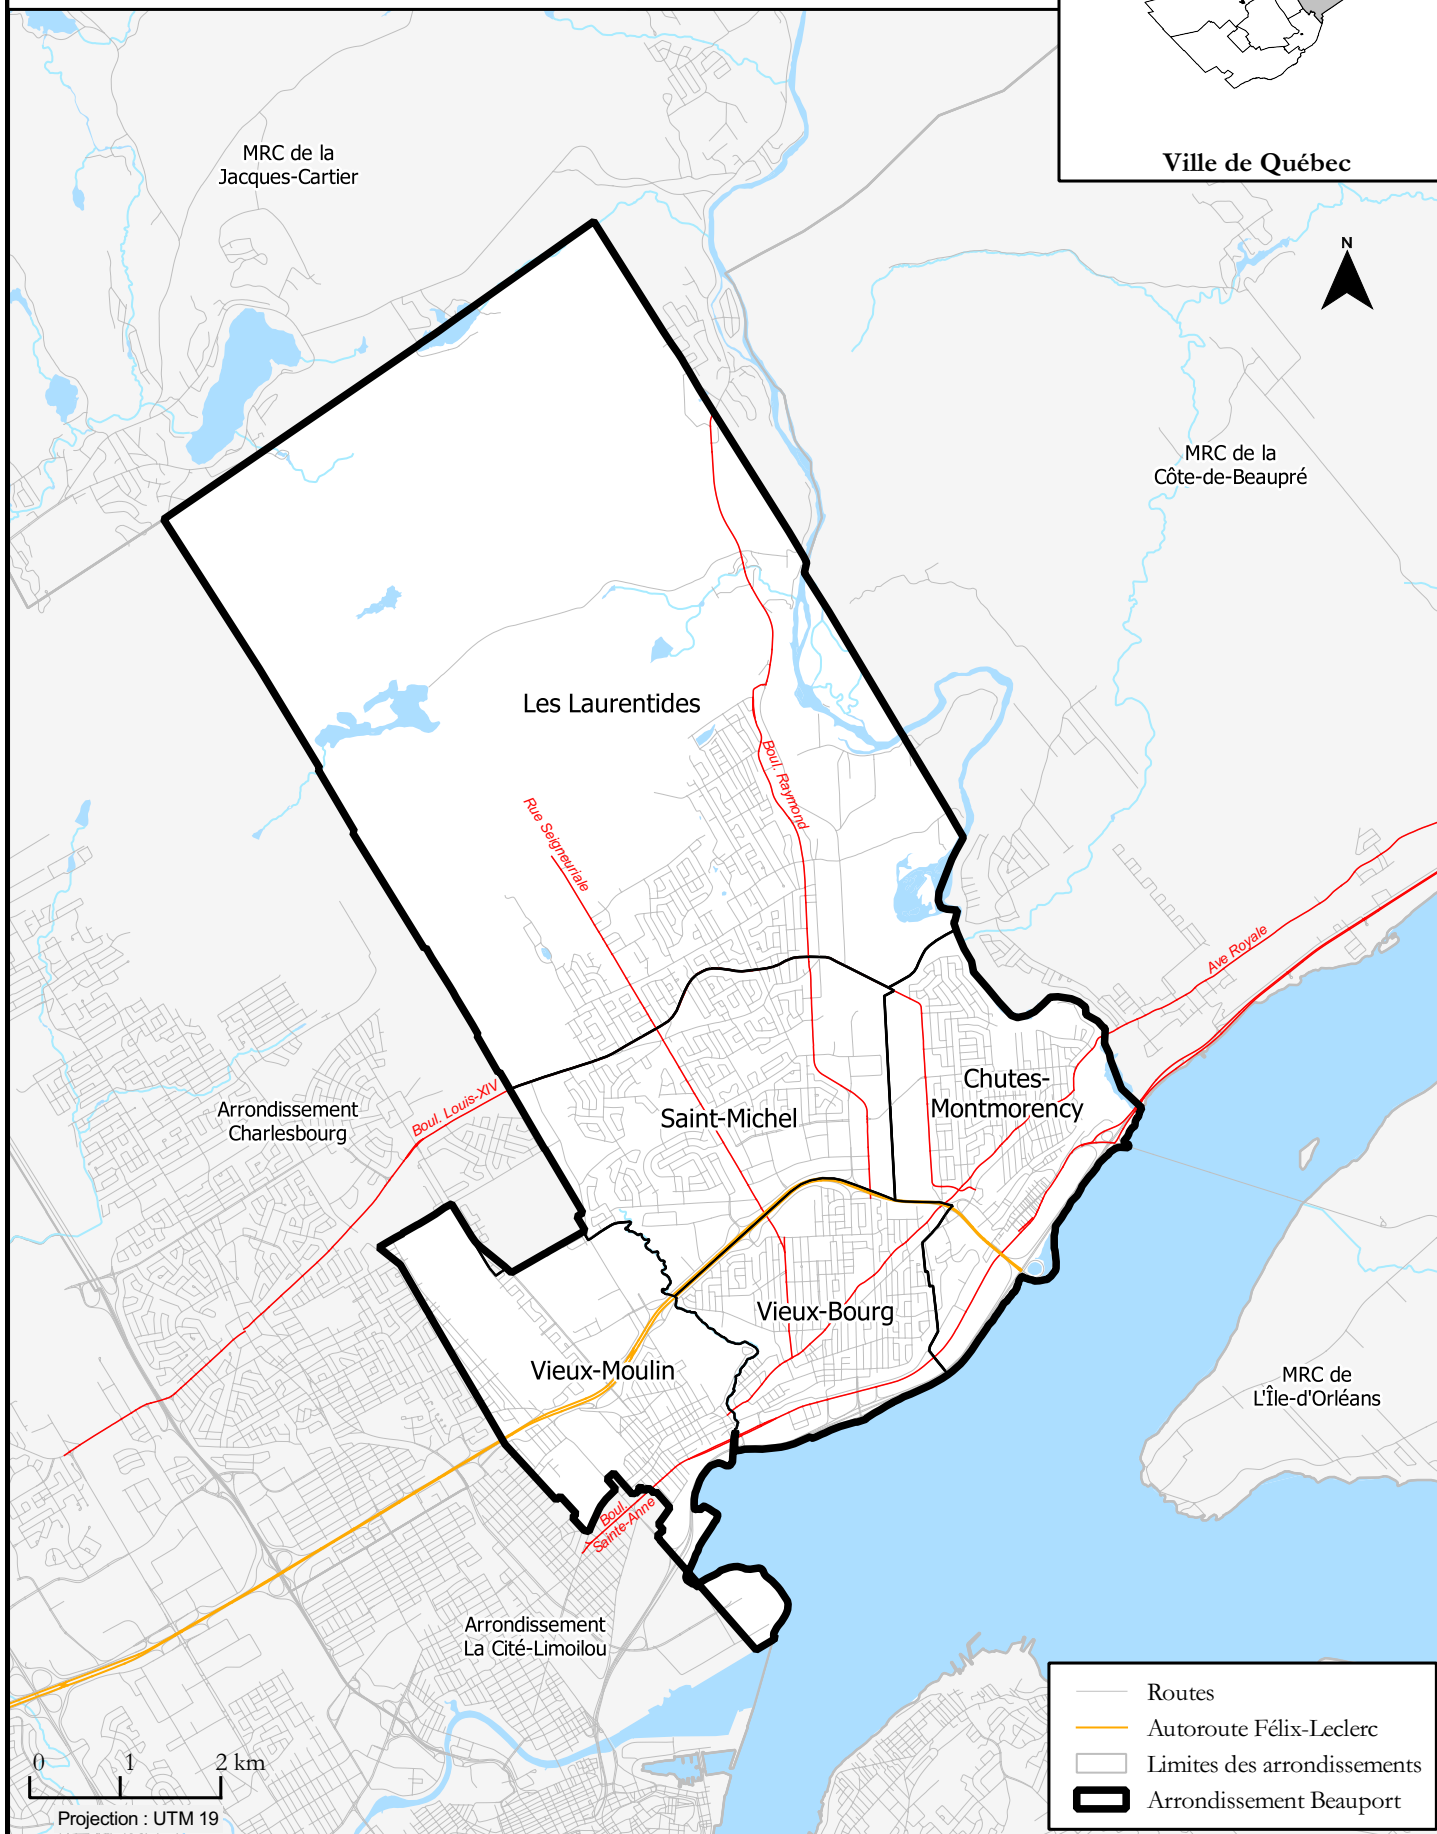 Ville de Québec
MRC de la
Jacques-Cartier
N
MRC de la
Côte-de-Beaupré
Les Laurentides
Boul. Raymond
Rue Seigneuriale
Ave Royale
Chutes-
Montmorency
Arrondissement
Charlesbourg
Boul. Louis-XIV
Saint-Michel
Vieux-Bourg
Vieux-Moulin
MRC de
L'Île-d'Orléans
Boul.
Sainte-Anne
Arrondissement
La Cité-Limoilou
Routes
Autoroute Félix-Leclerc
Limites des arrondissements
Arrondissement Beauport
0 1 2 km
Projection : UTM 19